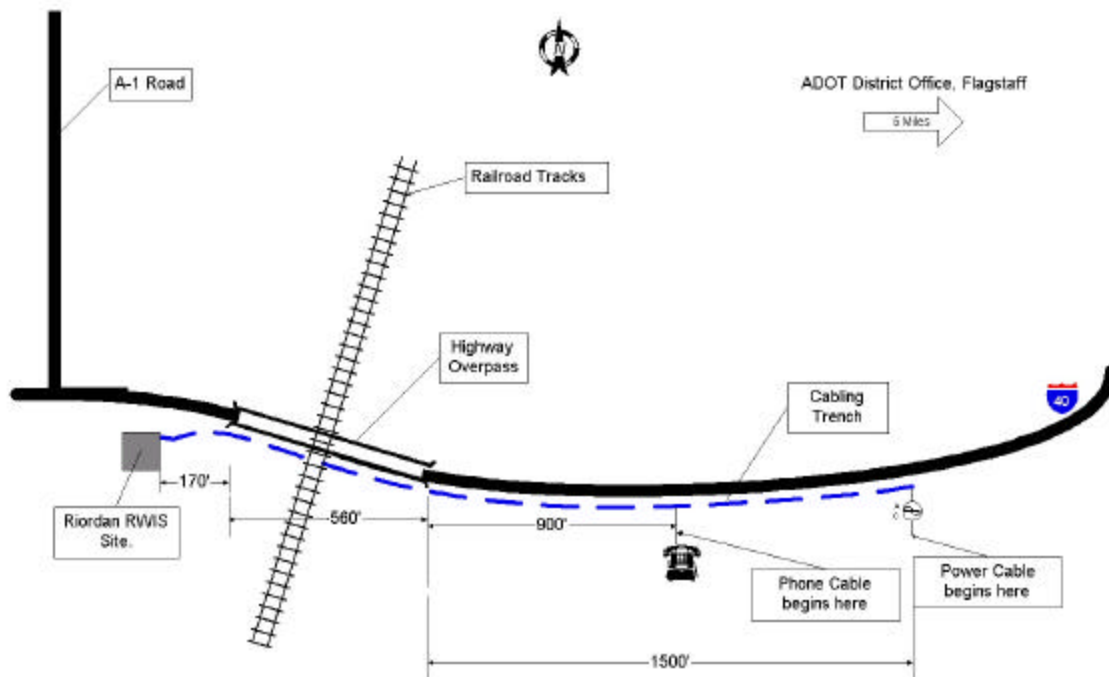 N
A-1 Road
ADOT District Office, Flagstaff
5 Miles
Railroad Tracks
Highway
Overpass
Cabling
Trench
40
170'
560'
900'
Riordan RWIS
Site.
Phone Cable
begins here
Power Cable
begins here
1500'